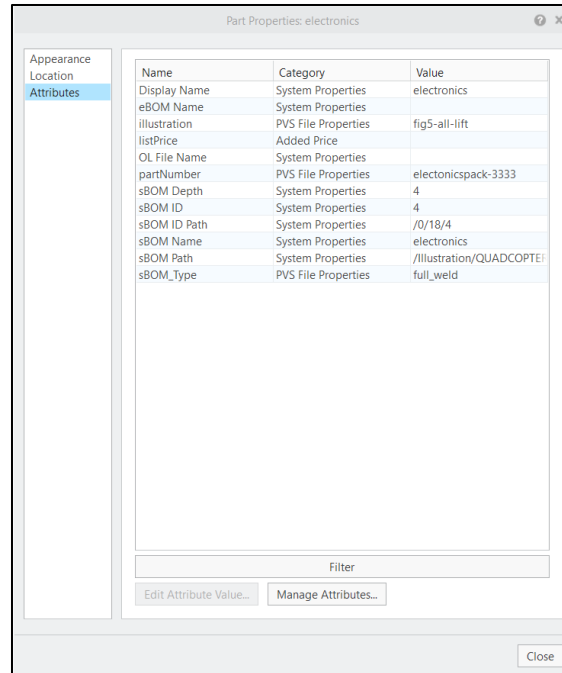 Part Properties: electronics
Appearance
Location
Attributes
Name Category Value
Display Name System Properties electronics
eBOM Name System Properties
illustration PVS File Properties fig5-all-lift
listPrice Added Price
OL File Name System Properties
partNumber PVS File Properties electonicspack-3333
sBOM Depth System Properties 4
sBOM ID System Properties 4
sBOM ID Path System Properties /0/18/4
sBOM Name System Properties electronics
sBOM Path System Properties /Illustration/QUADCOPTE
sBOM_Type PVS File Properties full_weld
Filter
Edit Attribute Value... Manage Attributes...
Close